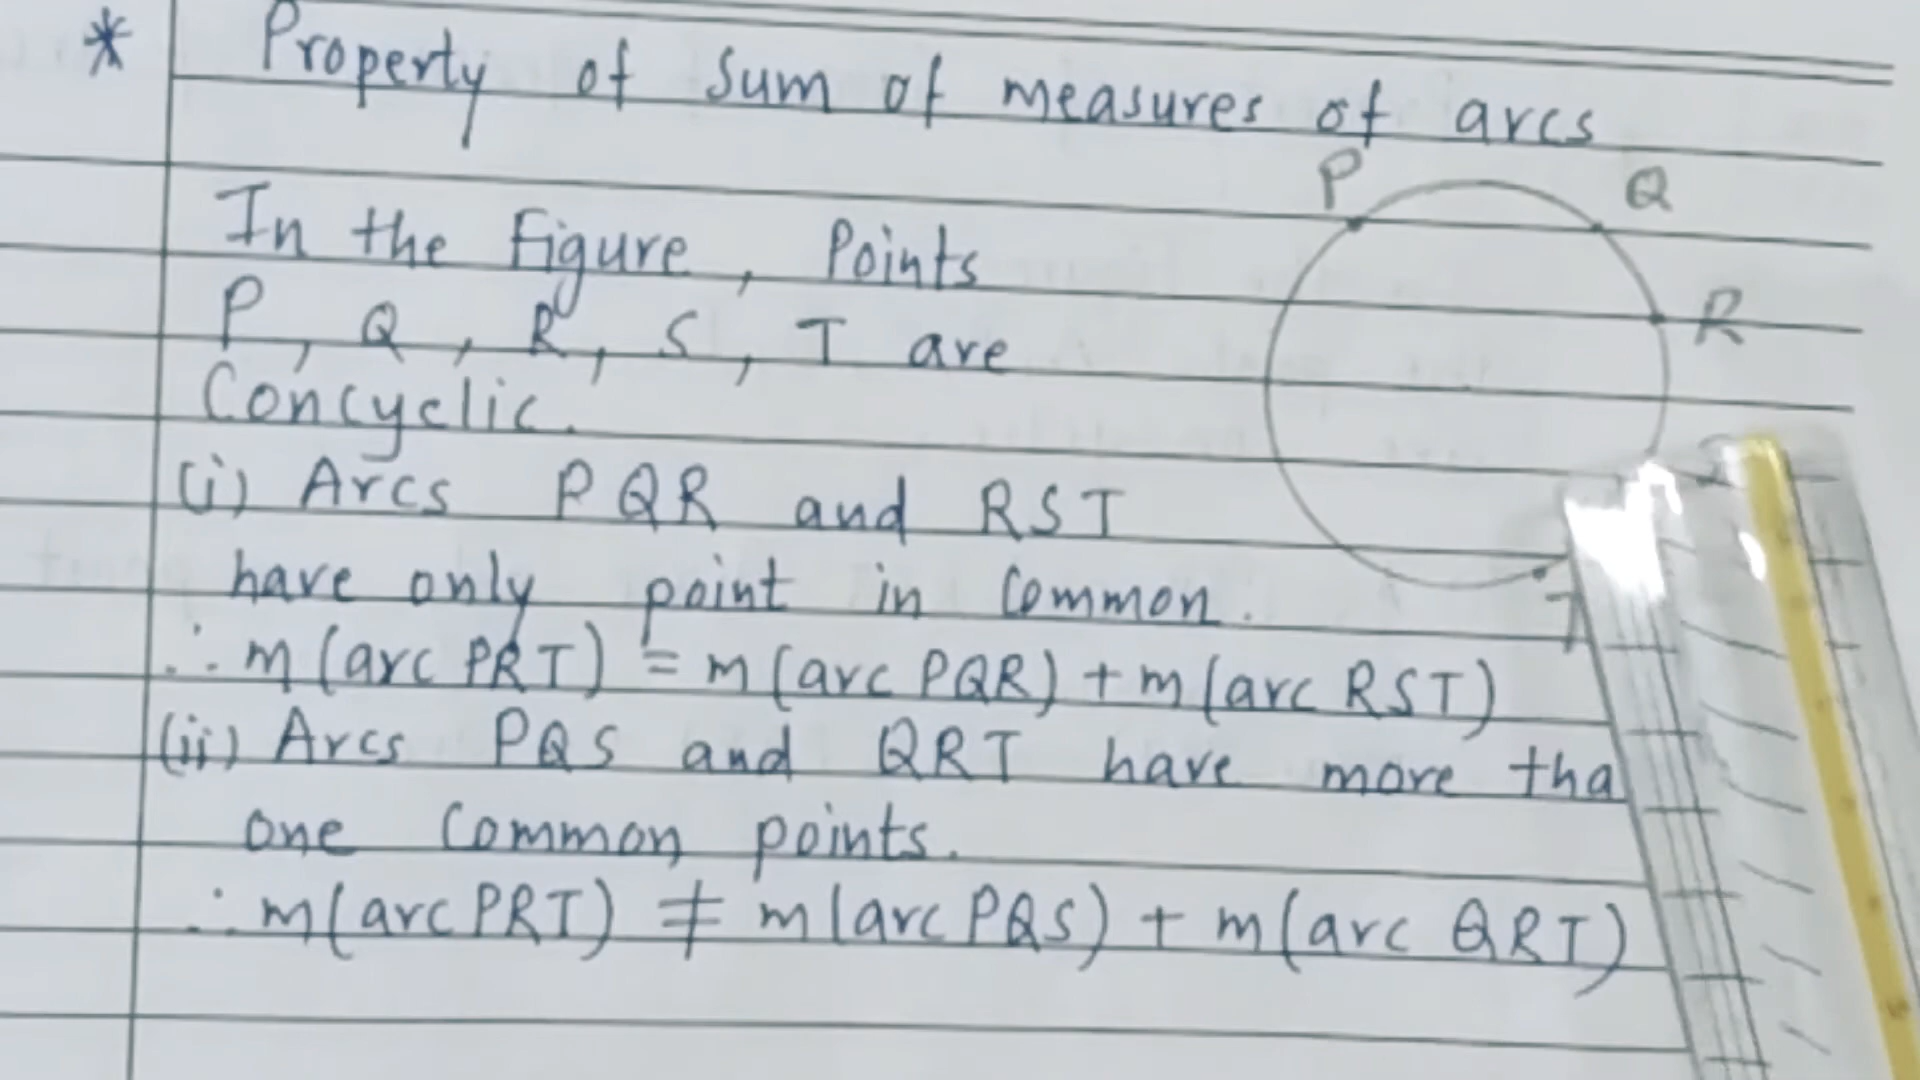 * Property of Sum of measures of arcs
P Q
In the Figure, Points
P, Q, R, S, T are
R
Concyclic.
(i) Arcs PQR and RST
have only point in Common.
∴ m(arc PRT) = m(arc PQR) + m(arc RST)
(ii) Arcs PQS and QRT have more tha
one Common points.
∴ m(arc PRT) ≠ m(arc PQS) + m(arc QRT)